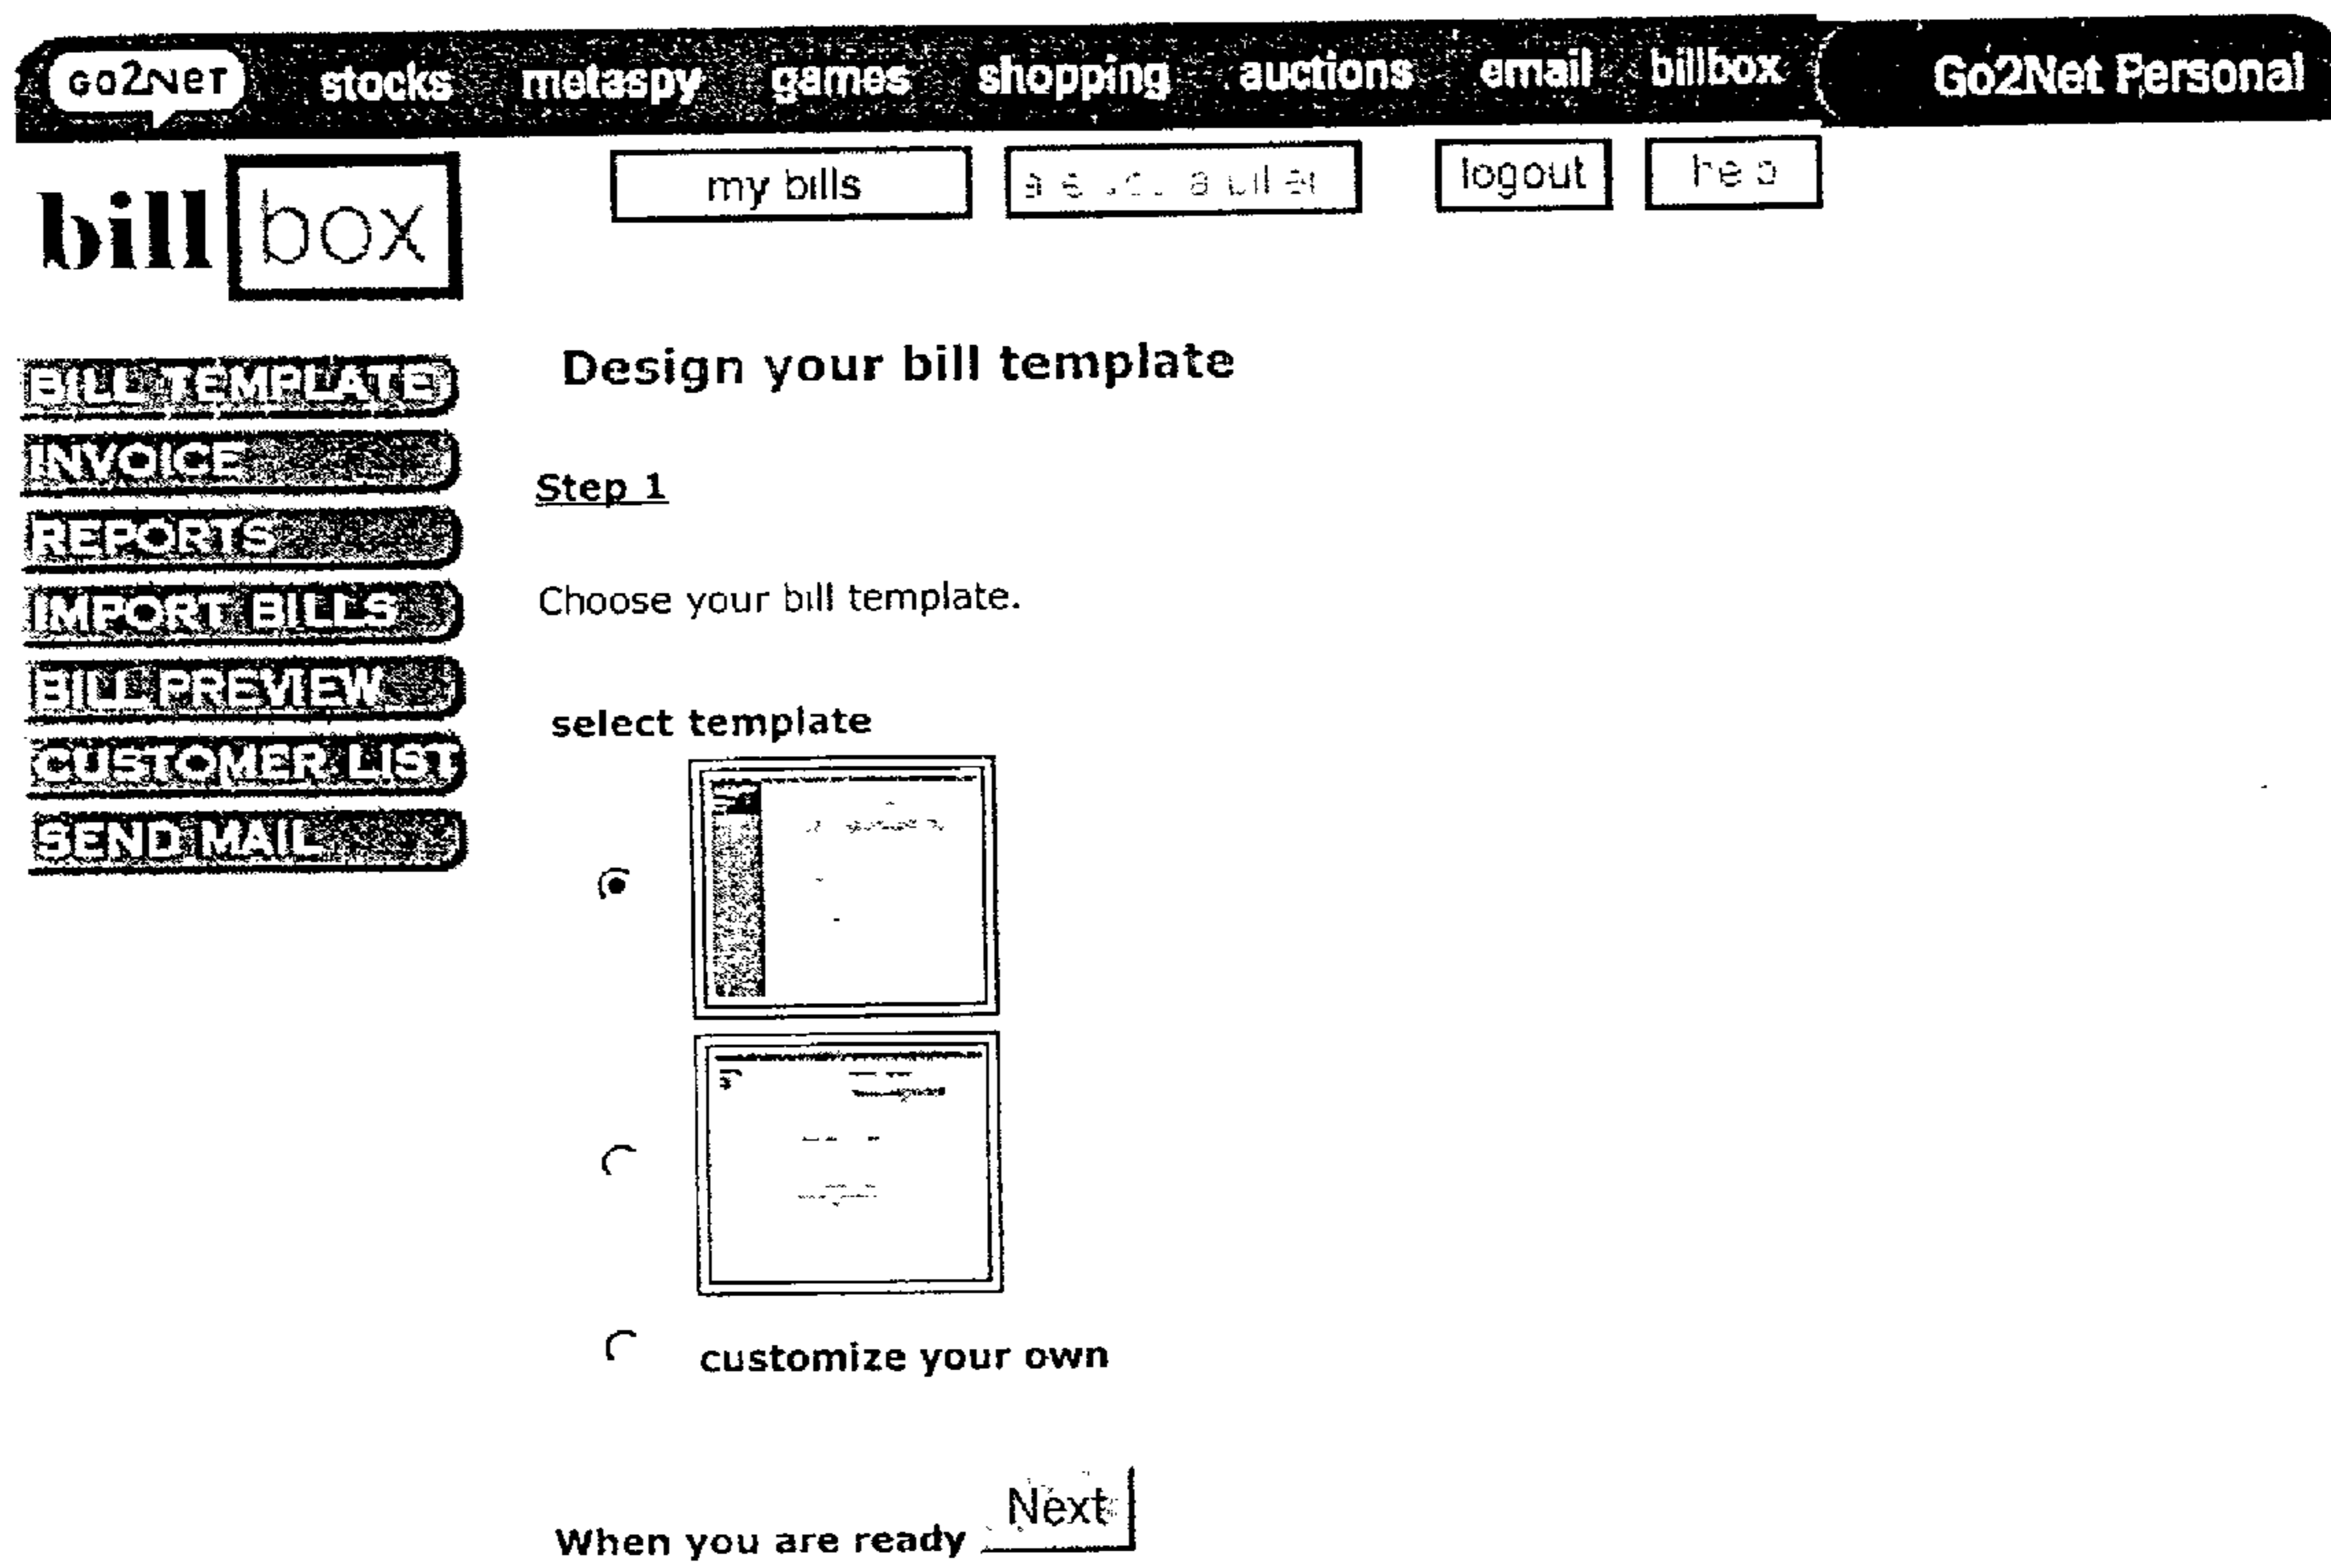 Go2Net stocks metaspy games shopping auctions email billbox Go2Net Personal
bill box
my bills
logout
help
BILL TEMPLATE
INVOICE
REPORTS
IMPORT BILLS
BILL PREVIEW
CUSTOMER LIST
SEND MAIL
Design your bill template
Step 1
Choose your bill template.
select template
customize your own
When you are ready Next